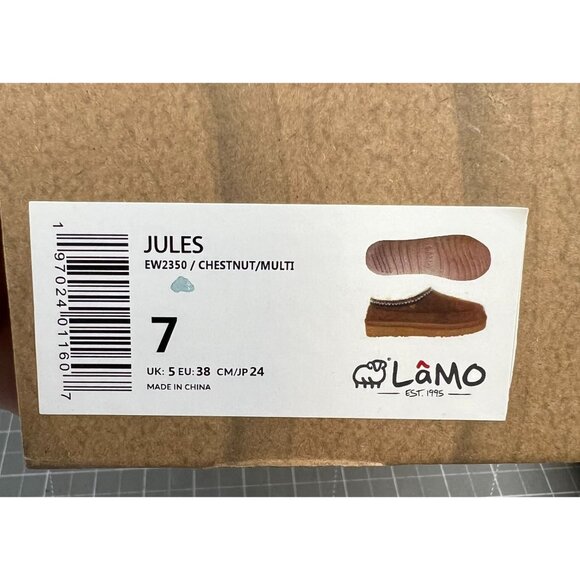 JULES
EW2350 / CHESTNUT/MULTI
7
UK: 5 EU: 38 CM/JP 24
MADE IN CHINA
1 97024 01160 7
LâMO
EST. 1995